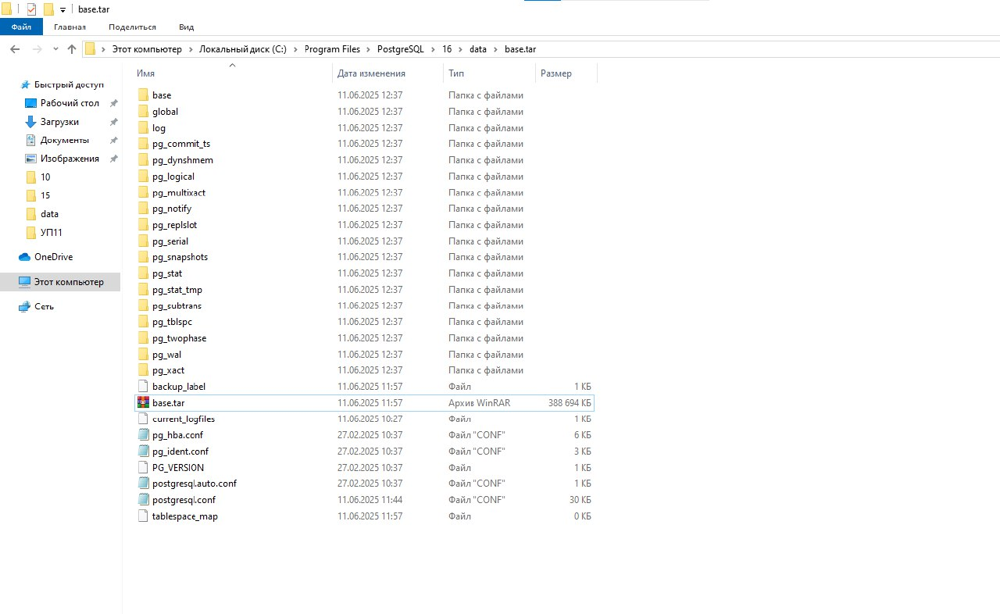 base.tar
Файл Главная Поделиться Вид
Этот компьютер Локальный диск (C:) Program Files PostgreSQL 16 data base.tar
Имя Дата изменения Тип Размер
Быстрый доступ
Рабочий стол
Загрузки
Документы
Изображения
10
15
data
УП11
OneDrive
Этот компьютер
Сеть
base 11.06.2025 12:37 Папка с файлами
global 11.06.2025 12:37 Папка с файлами
log 11.06.2025 12:37 Папка с файлами
pg_commit_ts 11.06.2025 12:37 Папка с файлами
pg_dynshmem 11.06.2025 12:37 Папка с файлами
pg_logical 11.06.2025 12:37 Папка с файлами
pg_multixact 11.06.2025 12:37 Папка с файлами
pg_notify 11.06.2025 12:37 Папка с файлами
pg_replslot 11.06.2025 12:37 Папка с файлами
pg_serial 11.06.2025 12:37 Папка с файлами
pg_snapshots 11.06.2025 12:37 Папка с файлами
pg_stat 11.06.2025 12:37 Папка с файлами
pg_stat_tmp 11.06.2025 12:37 Папка с файлами
pg_subtrans 11.06.2025 12:37 Папка с файлами
pg_tblspc 11.06.2025 12:37 Папка с файлами
pg_twophase 11.06.2025 12:37 Папка с файлами
pg_wal 11.06.2025 12:37 Папка с файлами
pg_xact 11.06.2025 12:37 Папка с файлами
backup_label 11.06.2025 11:57 Файл 1 КБ
base.tar 11.06.2025 11:57 Архив WinRAR 388 694 КБ
current_logfiles 11.06.2025 10:27 Файл 1 КБ
pg_hba.conf 27.02.2025 10:37 Файл "CONF" 6 КБ
pg_ident.conf 27.02.2025 10:37 Файл "CONF" 3 КБ
PG_VERSION 27.02.2025 10:37 Файл 1 КБ
postgresql.auto.conf 27.02.2025 10:37 Файл "CONF" 1 КБ
postgresql.conf 11.06.2025 11:44 Файл "CONF" 30 КБ
tablespace_map 11.06.2025 11:57 Файл 0 КБ